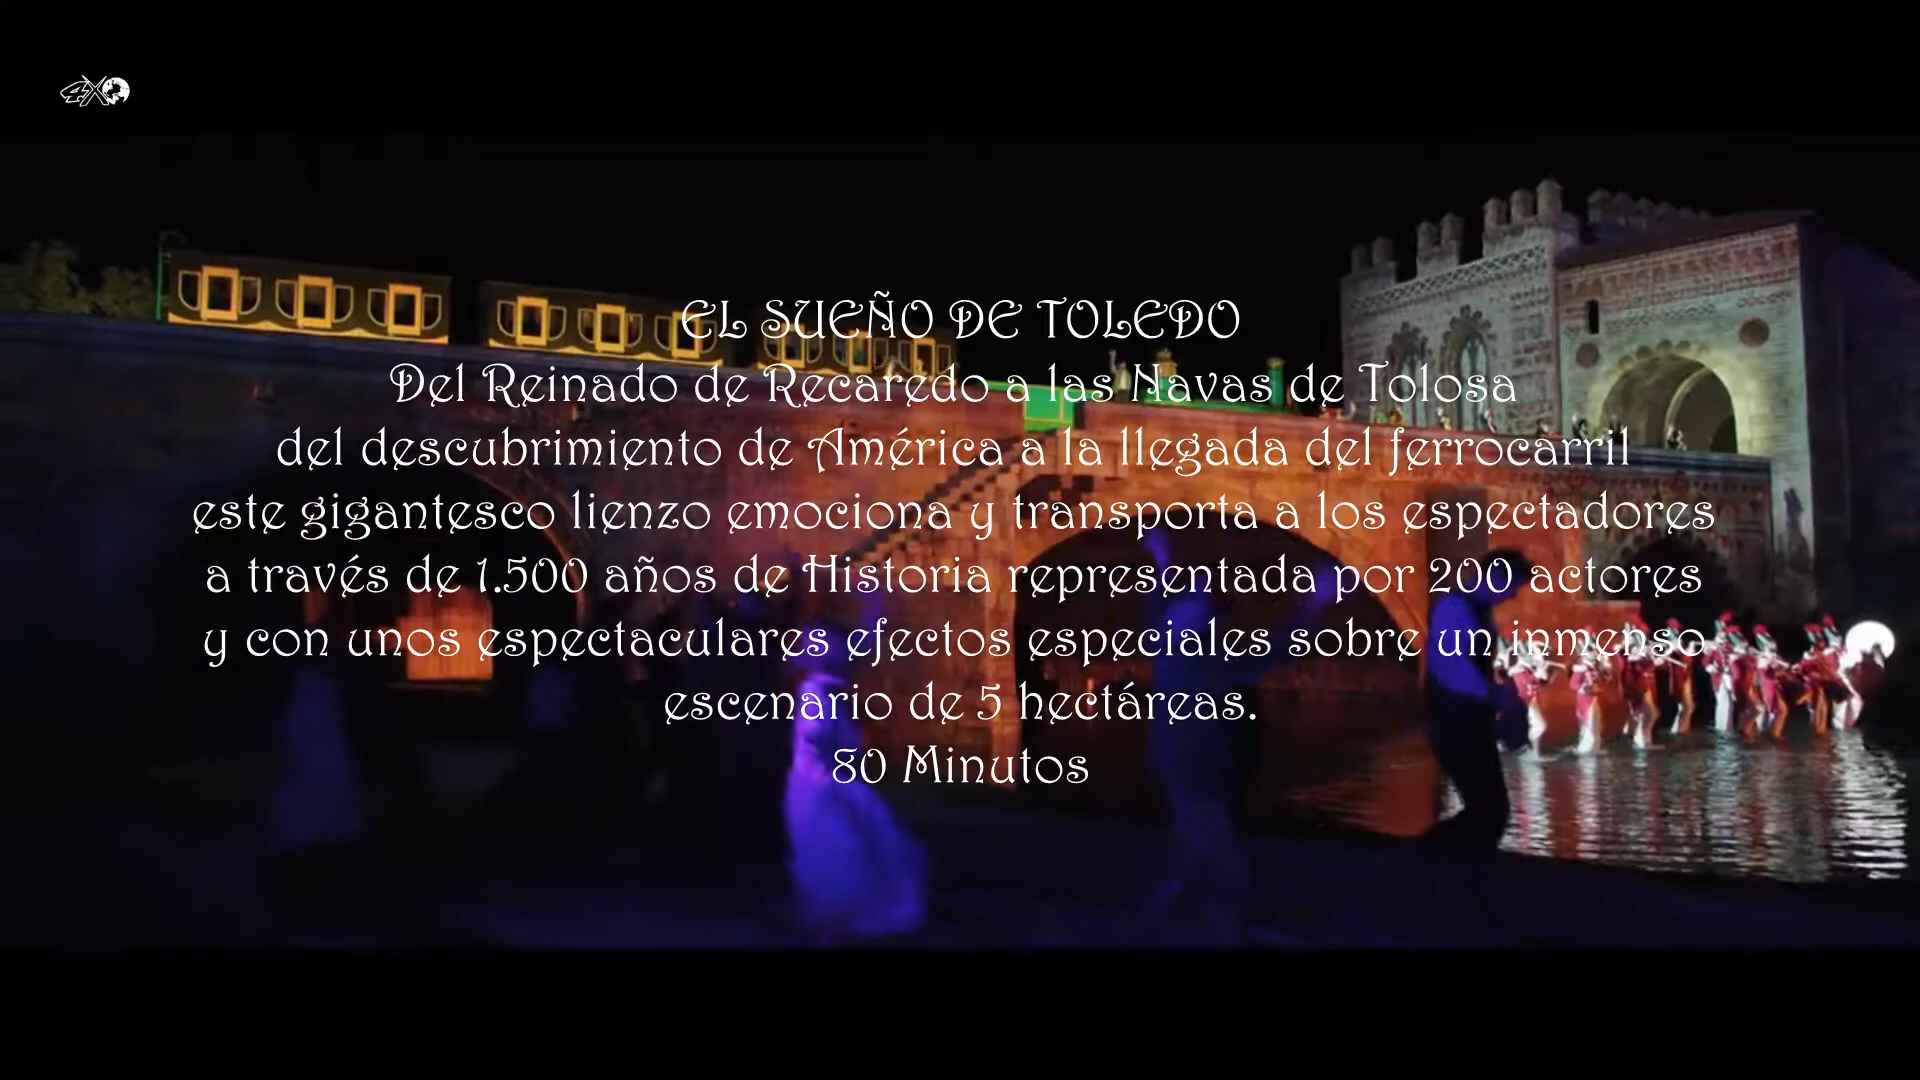 4X
EL SUEÑO DE TOLEDO
Del Reinado de Recaredo a las Navas de Tolosa
del descubrimiento de América a la llegada del ferrocarril
este gigantesco lienzo emociona y transporta a los espectadores
a través de 1.500 años de Historia representada por 200 actores
y con unos espectaculares efectos especiales sobre un inmenso
escenario de 5 hectáreas.
80 Minutos